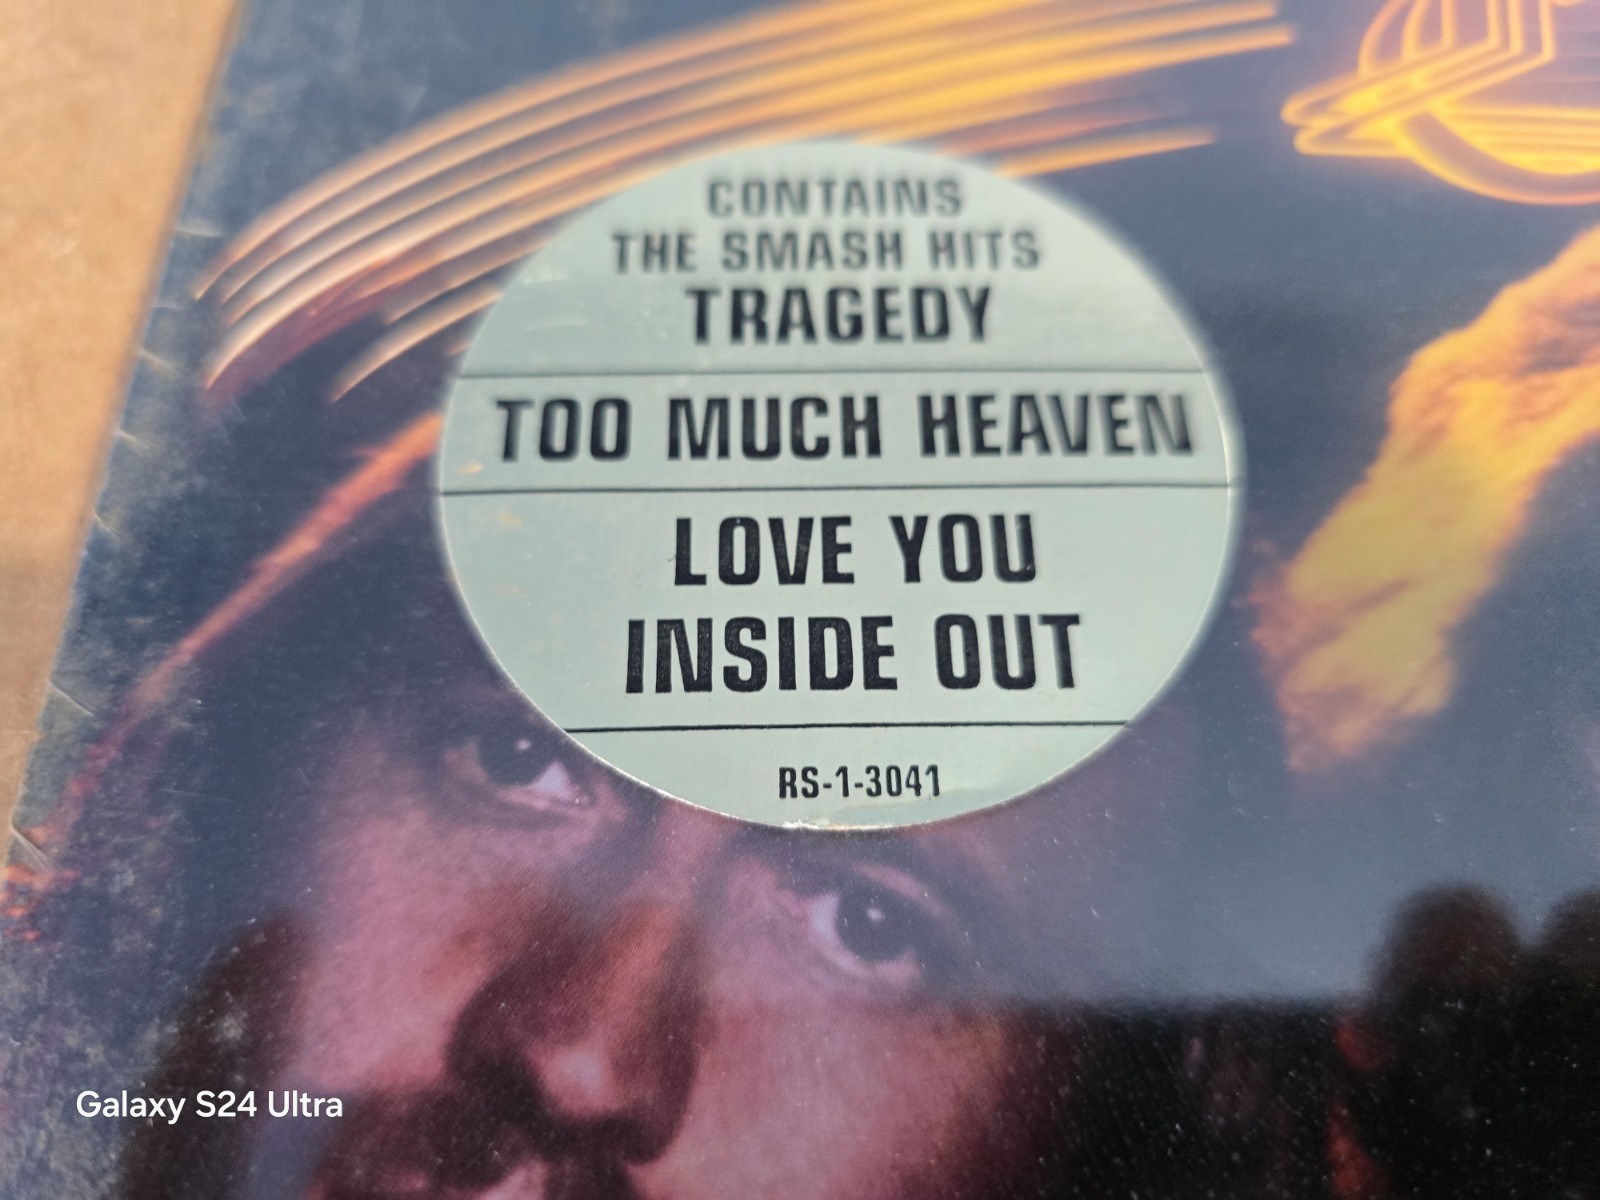 CONTAINS
THE SMASH HITS
TRAGEDY
TOO MUCH HEAVEN
LOVE YOU
INSIDE OUT
RS-1-3041
Galaxy S24 Ultra